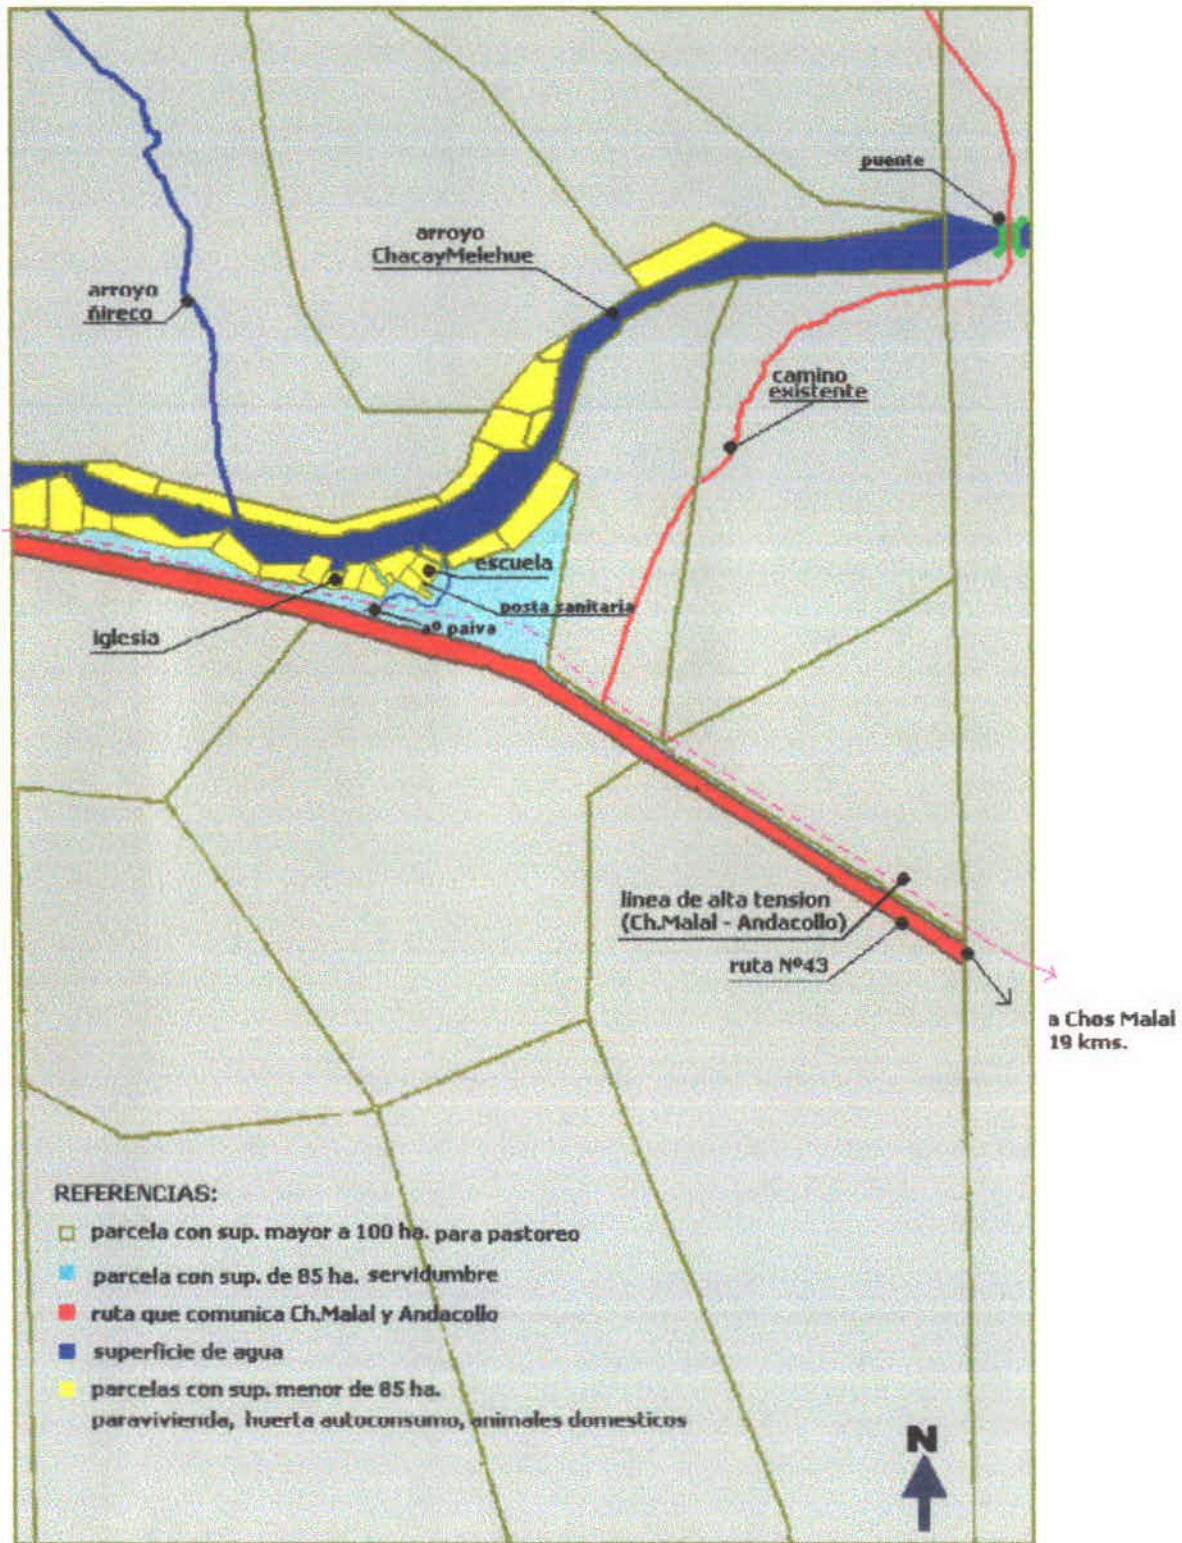 puente
arroyo
ChacayMelehue
arroyo
ñireco
camino
existente
escuela
posta sanitaria
aº paiva
iglesia
linea de alta tension
(Ch.Malal - Andacollo)
ruta Nº43
a Chos Malal
19 kms.
REFERENCIAS:
parcela con sup. mayor a 100 ha. para pastoreo
parcela con sup. de 85 ha. servidumbre
ruta que comunica Ch.Malal y Andacollo
superficie de agua
parcelas con sup. menor de 85 ha.
paravivienda, huerta autoconsumo, animales domesticos
N